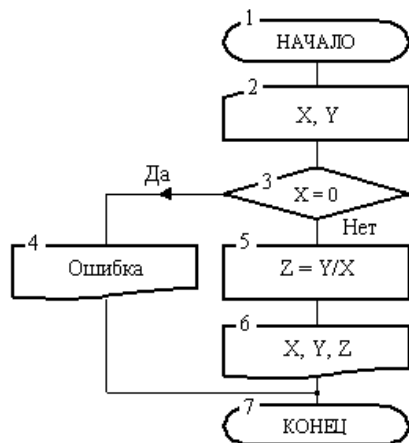 1
НАЧАЛО
2
X, Y
3
X = 0
Да
Нет
4
Ошибка
5
Z = Y/X
6
X, Y, Z
7
КОНЕЦ